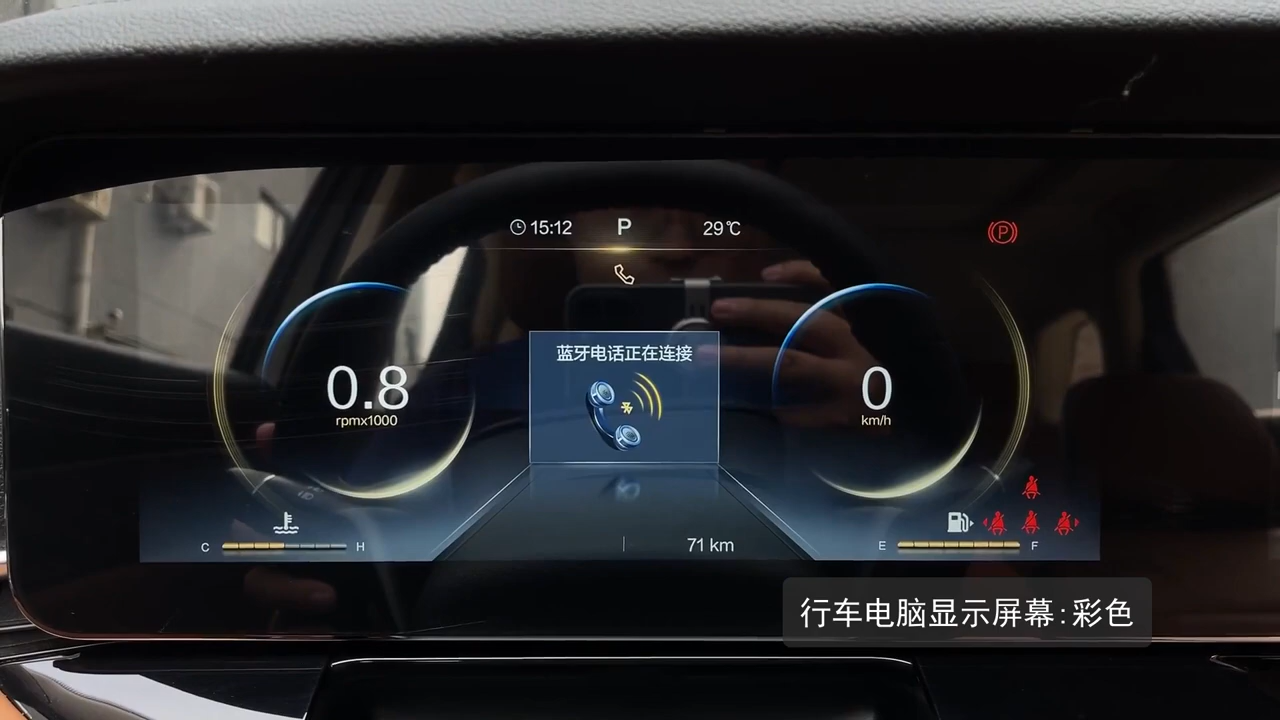 15:12
P
29℃
P
蓝牙电话正在连接
0.8
rpmx1000
0
km/h
C
H
71 km
E
F
行车电脑显示屏幕:彩色